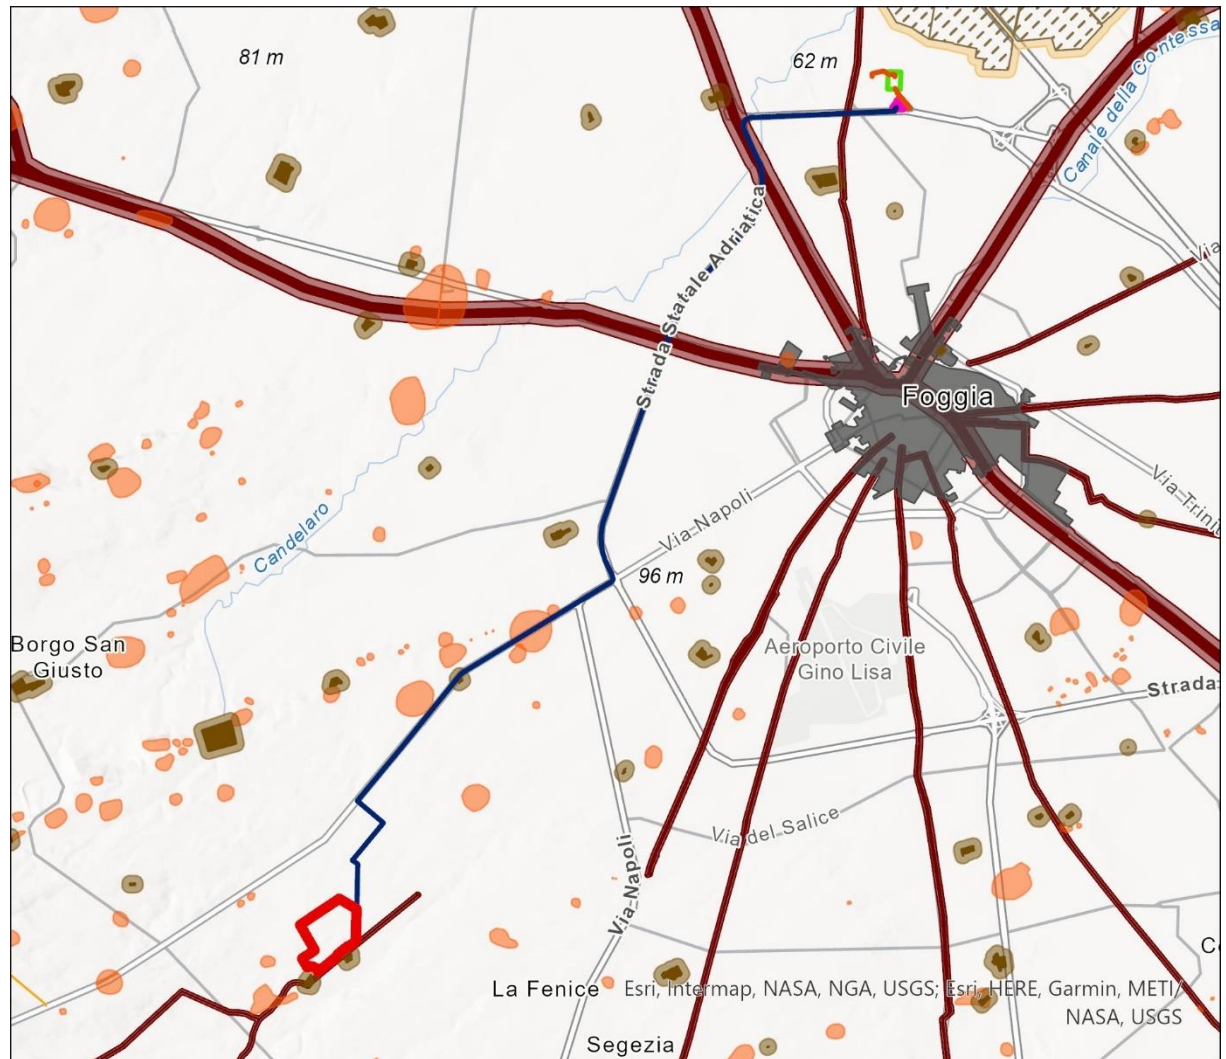 81 m
62 m
Canale della Contessa
Strada Statale Adriatica
Via
Foggia
Via Napoli
Via Trini
Candelaro
96 m
Borgo San
Giusto
Aeroporto Civile
Gino Lisa
Strada
Via del Salice
Via Napoli
La Fenice
Esri, Intermap, NASA, NGA, USGS; Esri, HERE, Garmin, METI/
NASA, USGS
Segezia